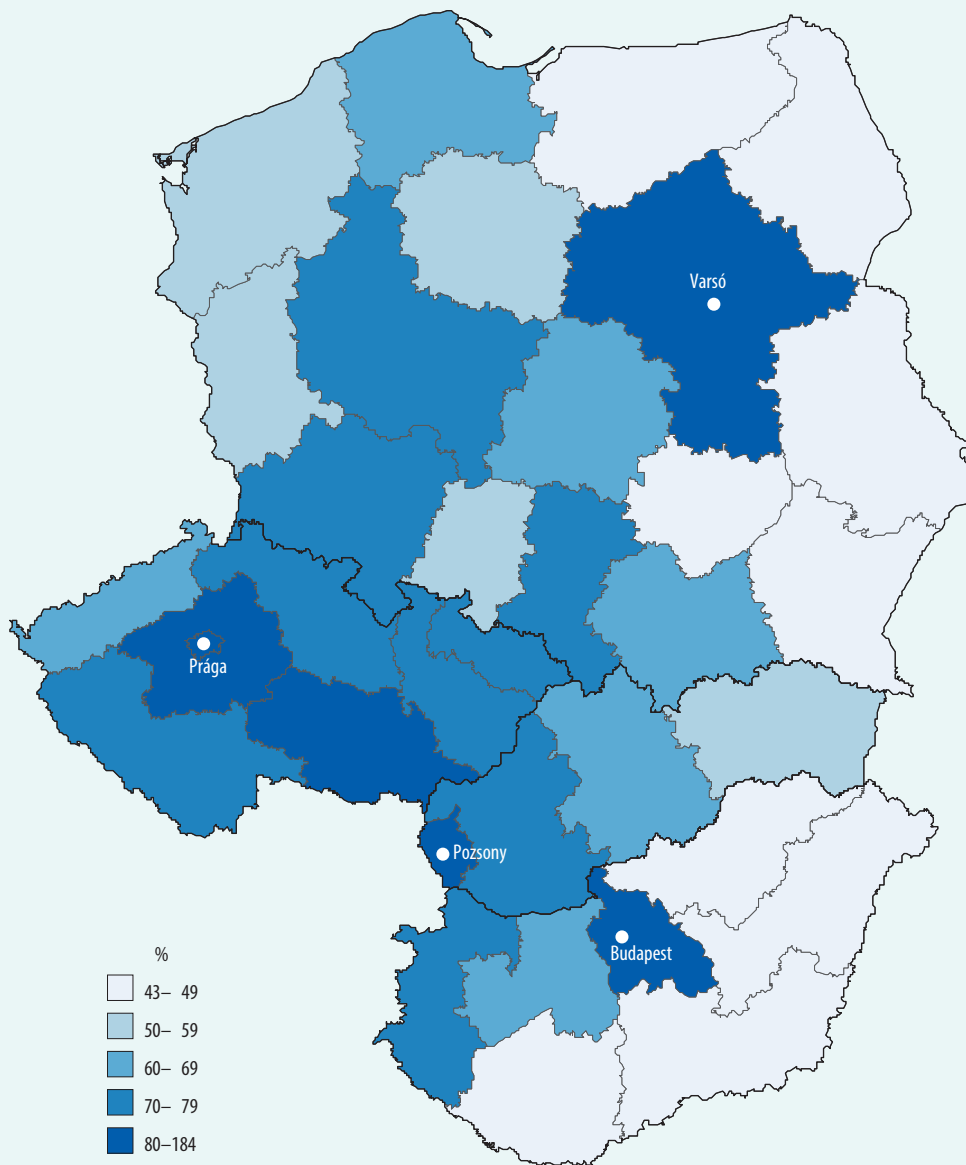 Varsó
Prága
Pozsony
Budapest
%
43– 49
50– 59
60– 69
70– 79
80–184